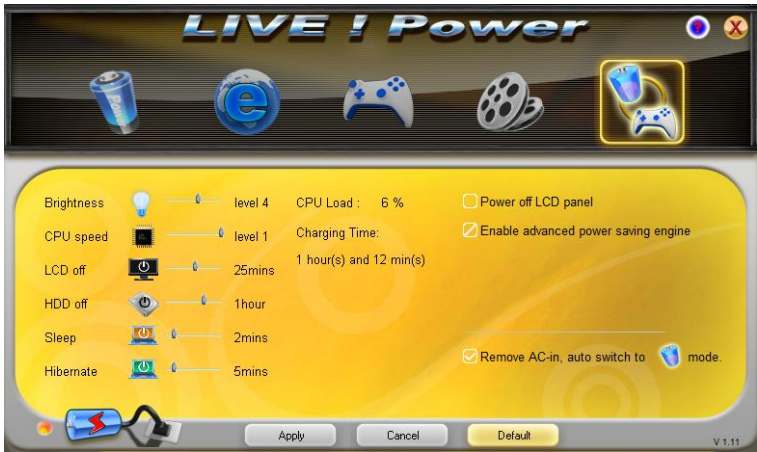 LIVE ! Power
Power
Brightness level 4 CPU Load : 6 % Power off LCD panel
CPU speed level 1 Charging Time: Enable advanced power saving engine
LCD off 25mins 1 hour(s) and 12 min(s)
HDD off 1hour
Sleep 2mins
Remove AC-in, auto switch to mode.
Hibernate 5mins
Apply Cancel Default
V 1.11